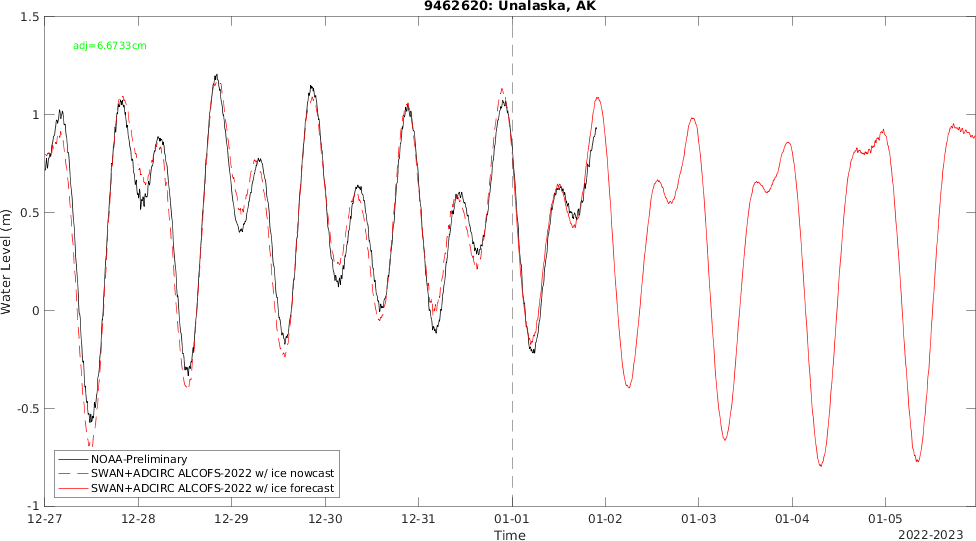 9462620: Unalaska, AK
adj=6.6733cm
1.5
1
0.5
0
-0.5
-1
Water Level (m)
NOAA-Preliminary
SWAN+ADCIRC ALCOFS-2022 w/ ice nowcast
SWAN+ADCIRC ALCOFS-2022 w/ ice forecast
12-27 12-28 12-29 12-30 12-31 01-01 01-02 01-03 01-04 01-05
Time
2022-2023